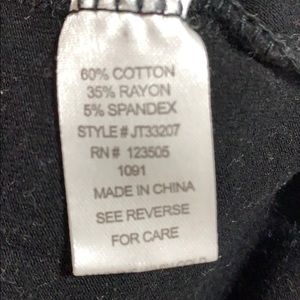 60% COTTON
35% RAYON
5% SPANDEX
STYLE # JT33207
RN # 123505
1091
MADE IN CHINA
SEE REVERSE
FOR CARE